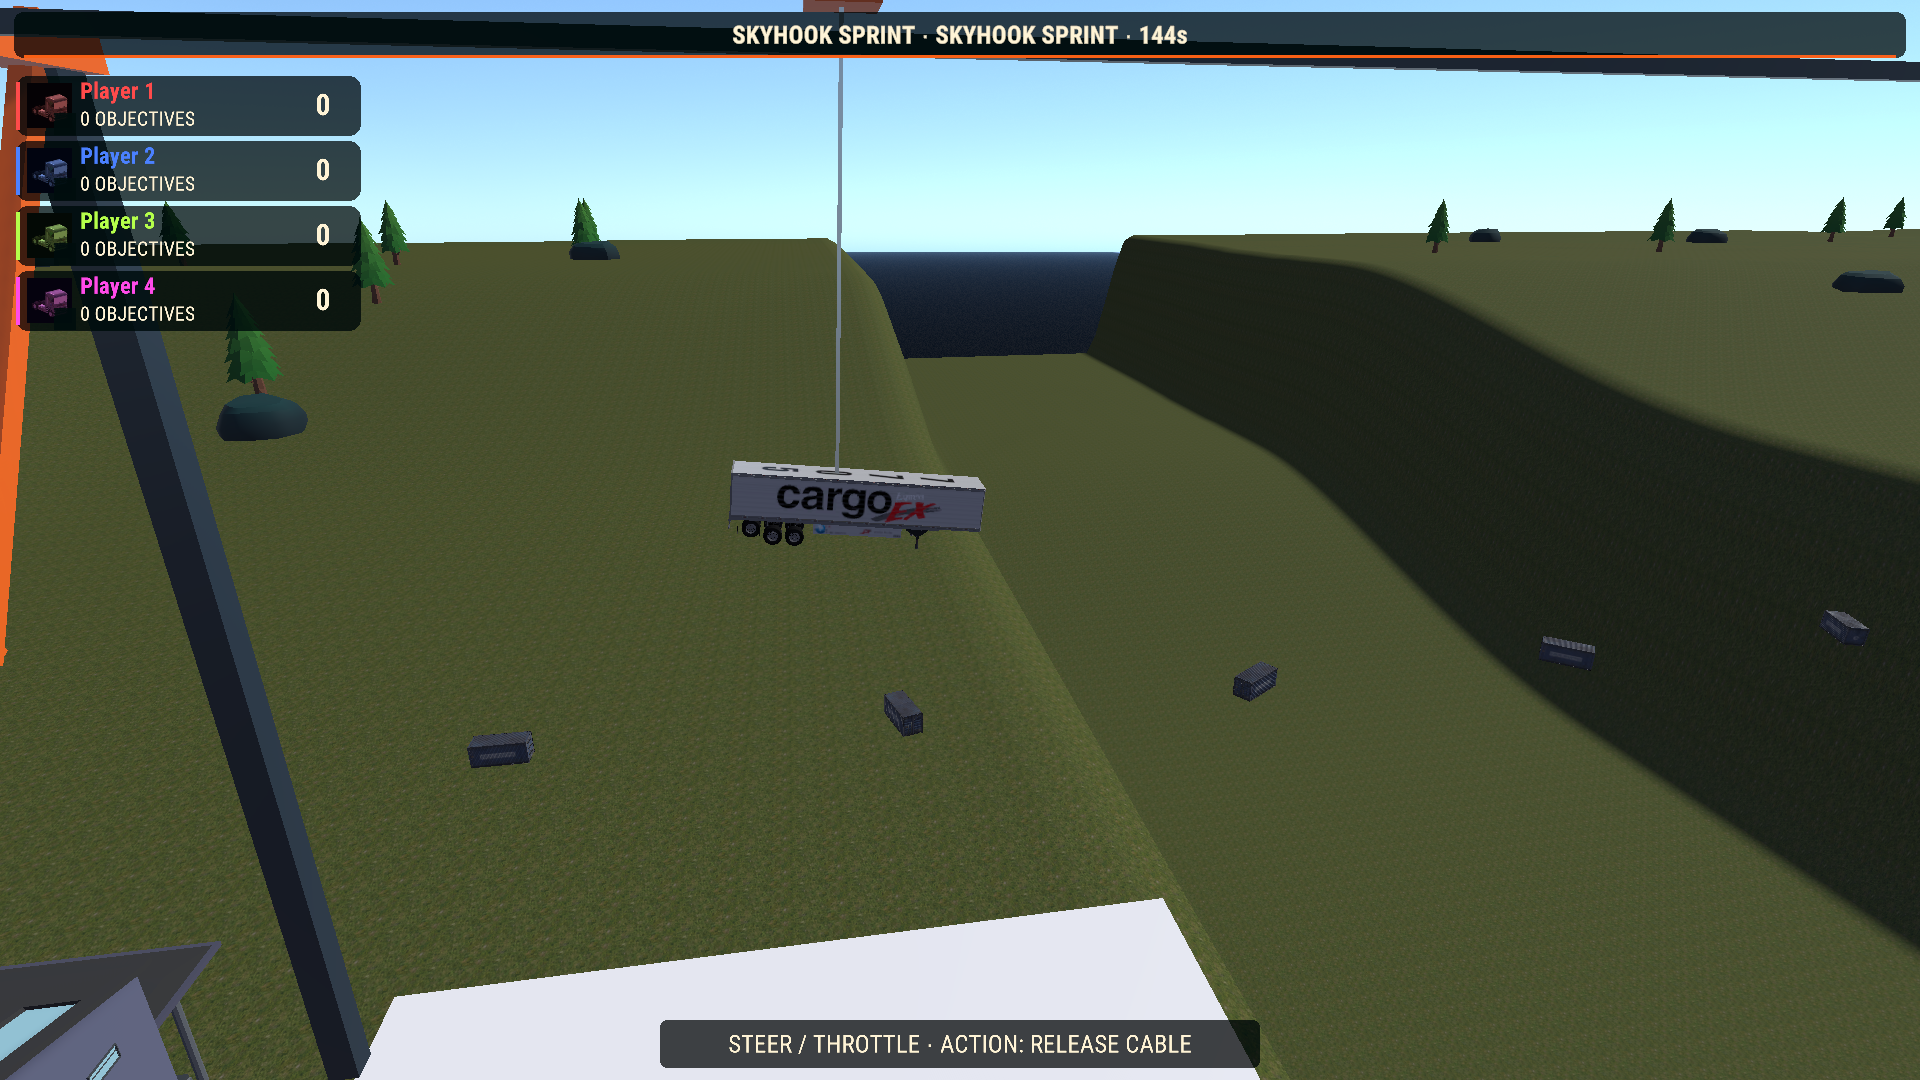 SKYHOOK SPRINT · SKYHOOK SPRINT · 144s
Player 1
0 OBJECTIVES
0
Player 2
0 OBJECTIVES
0
Player 3
0 OBJECTIVES
0
Player 4
0 OBJECTIVES
0
cargo
EX
STEER / THROTTLE · ACTION: RELEASE CABLE